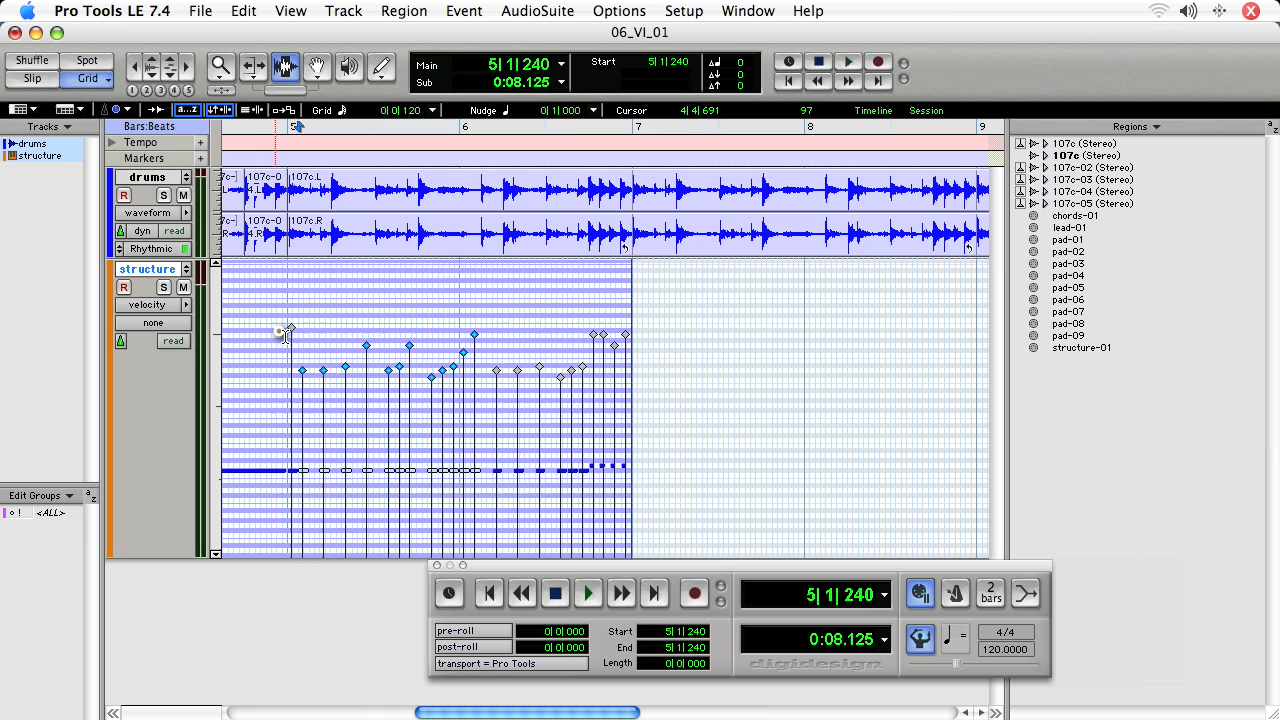 Pro Tools LE 7.4 File Edit View Track Region Event AudioSuite Options Setup Window Help
06_VI_01
Shuffle Spot
Slip Grid
1 2 3 4 5
Main 5| 1| 240
Sub 0:08.125
Start 5| 1| 240
0
0
0
a...z Grid 0| 0| 120 Nudge 0| 1| 000 Cursor 4| 4| 691 97 Timeline Session
Tracks
drums
structure
Bars:Beats 5 6 7 8 9
Tempo
Markers
drums
R S M
waveform
dyn read
Rhythmic
107c-0 107c.L
107c-0 107c.R
structure
R S M
velocity
none
read
Edit Groups
a z
! <ALL>
Regions
a z
107c (Stereo)
107c (Stereo)
107c-02 (Stereo)
107c-03 (Stereo)
107c-04 (Stereo)
107c-05 (Stereo)
chords-01
lead-01
pad-01
pad-02
pad-03
pad-04
pad-05
pad-06
pad-07
pad-08
pad-09
structure-01
5| 1| 240
2 bars
pre-roll 0| 0| 000
post-roll 0| 0| 000
transport = Pro Tools
Start 5| 1| 240
End 5| 1| 240
Length 0| 0| 000
0:08.125
digidesign
=
4/4
120.0000